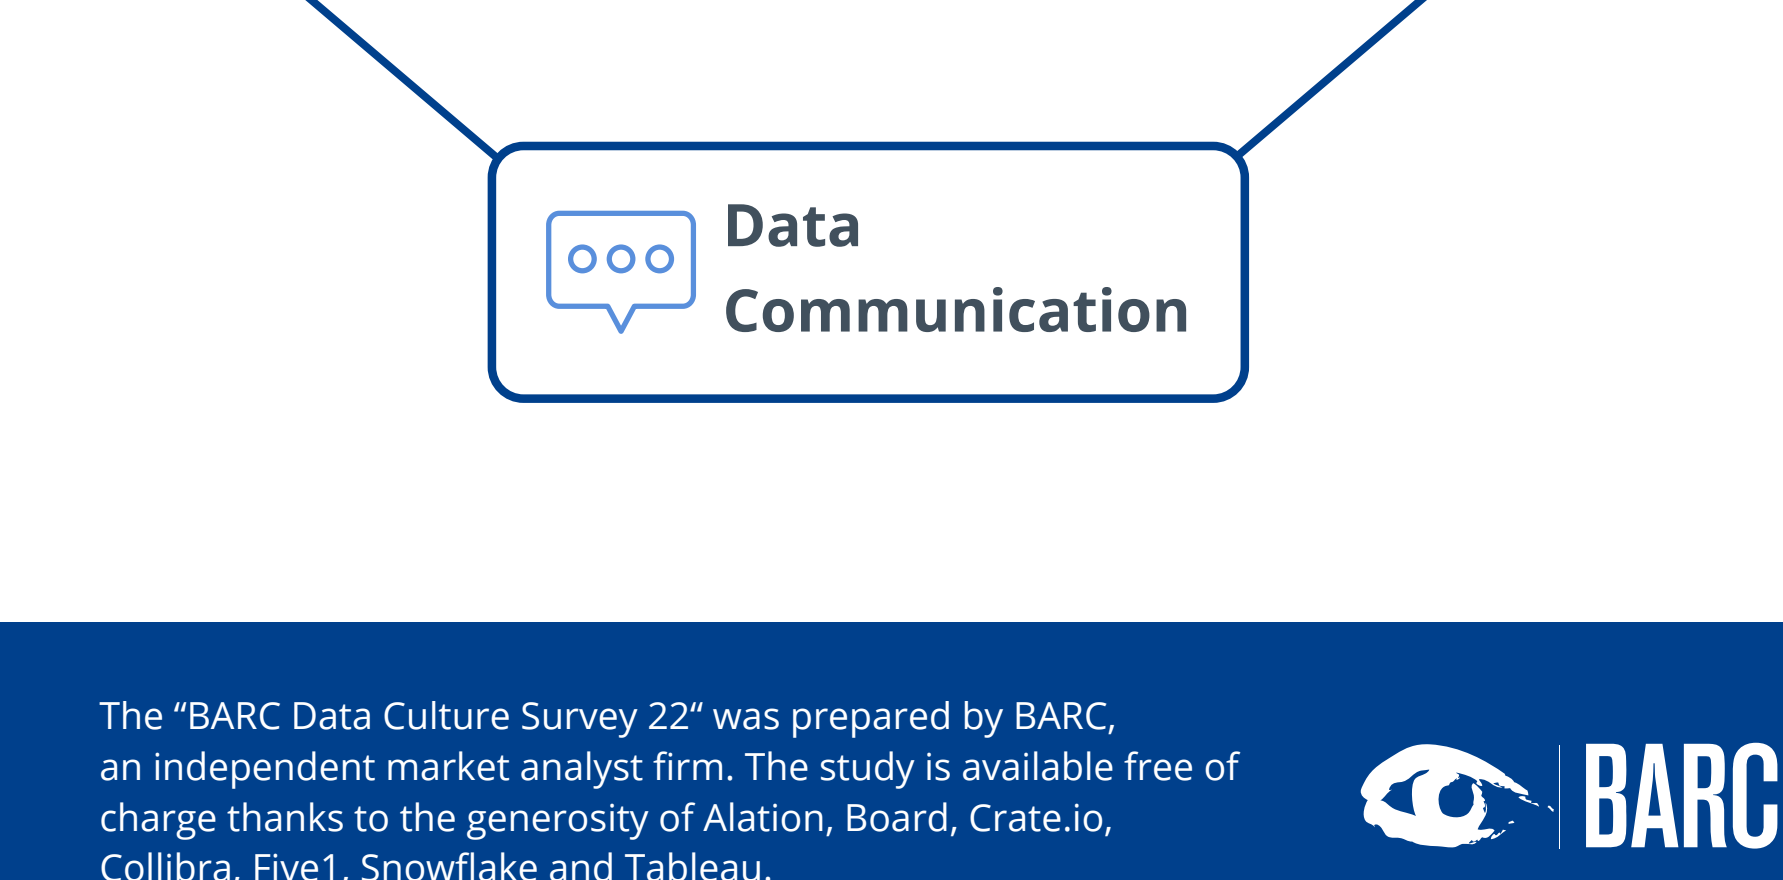 Data
Communication
The “BARC Data Culture Survey 22“ was prepared by BARC,
an independent market analyst firm. The study is available free of
charge thanks to the generosity of Alation, Board, Crate.io,
Collibra, Five1, Snowflake and Tableau.
BARC